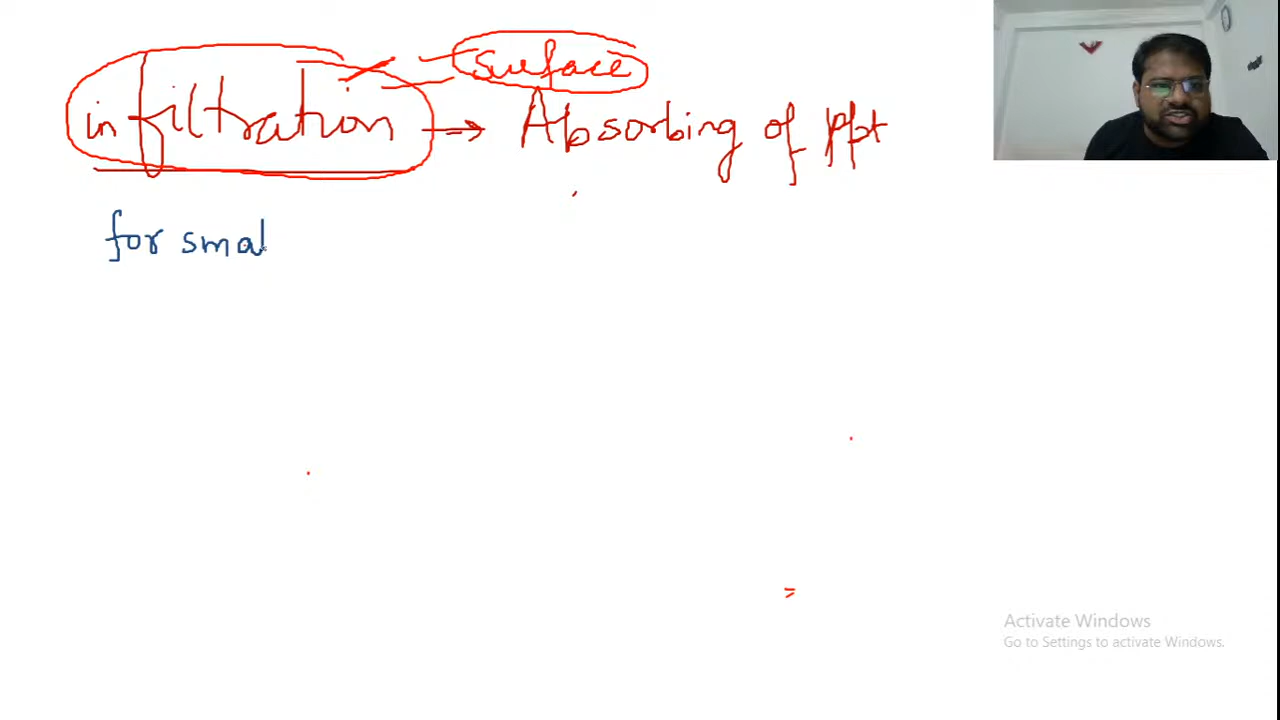 surface
infiltration → Absorbing of ppt
for smal
=
Activate Windows
Go to Settings to activate Windows.